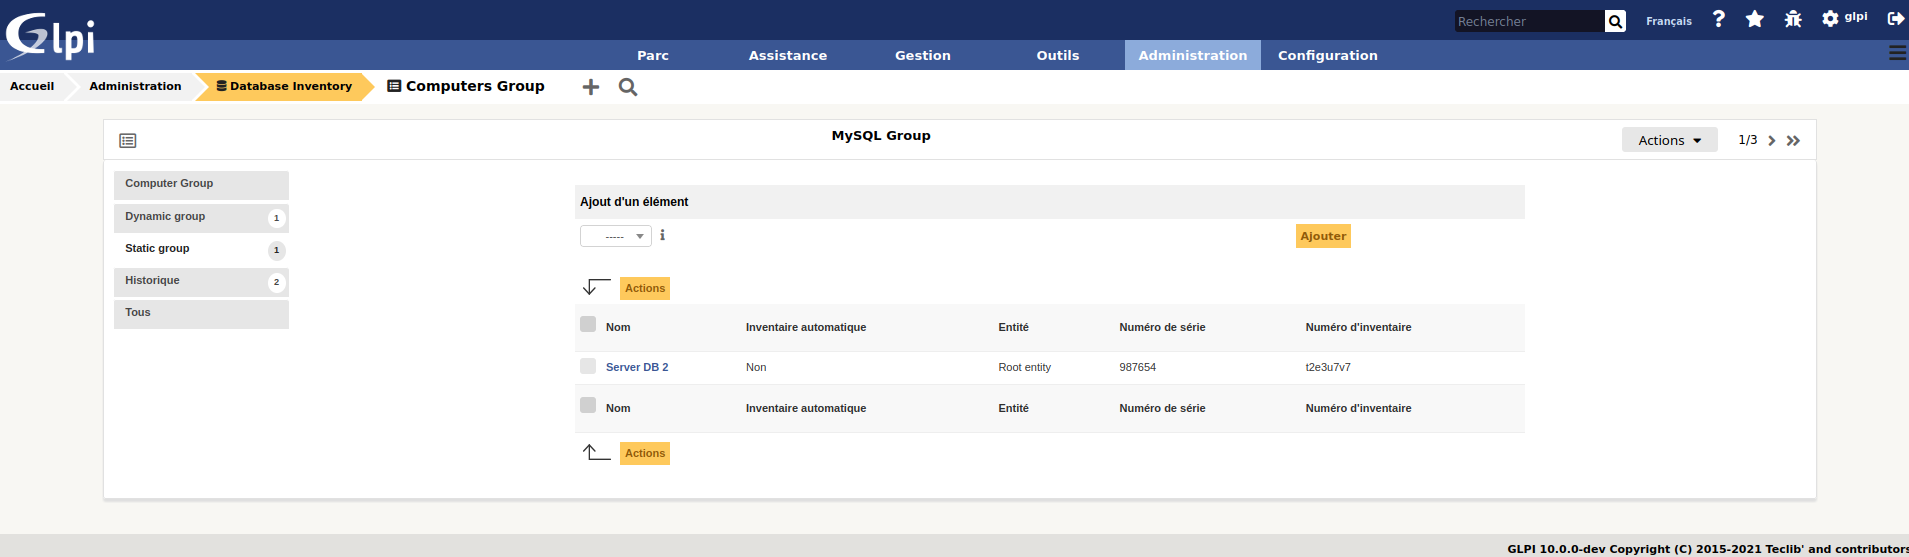 Glpi
Rechercher
Français
glpi
Parc
Assistance
Gestion
Outils
Administration
Configuration
Accueil
Administration
Database Inventory
Computers Group
MySQL Group
Actions
1/3
Computer Group
Dynamic group 1
Static group 1
Historique 2
Tous
Ajout d'un élément
-----
Ajouter
Actions
Nom Inventaire automatique Entité Numéro de série Numéro d'inventaire
Server DB 2 Non Root entity 987654 t2e3u7v7
Nom Inventaire automatique Entité Numéro de série Numéro d'inventaire
Actions
GLPI 10.0.0-dev Copyright (C) 2015-2021 Teclib' and contributors